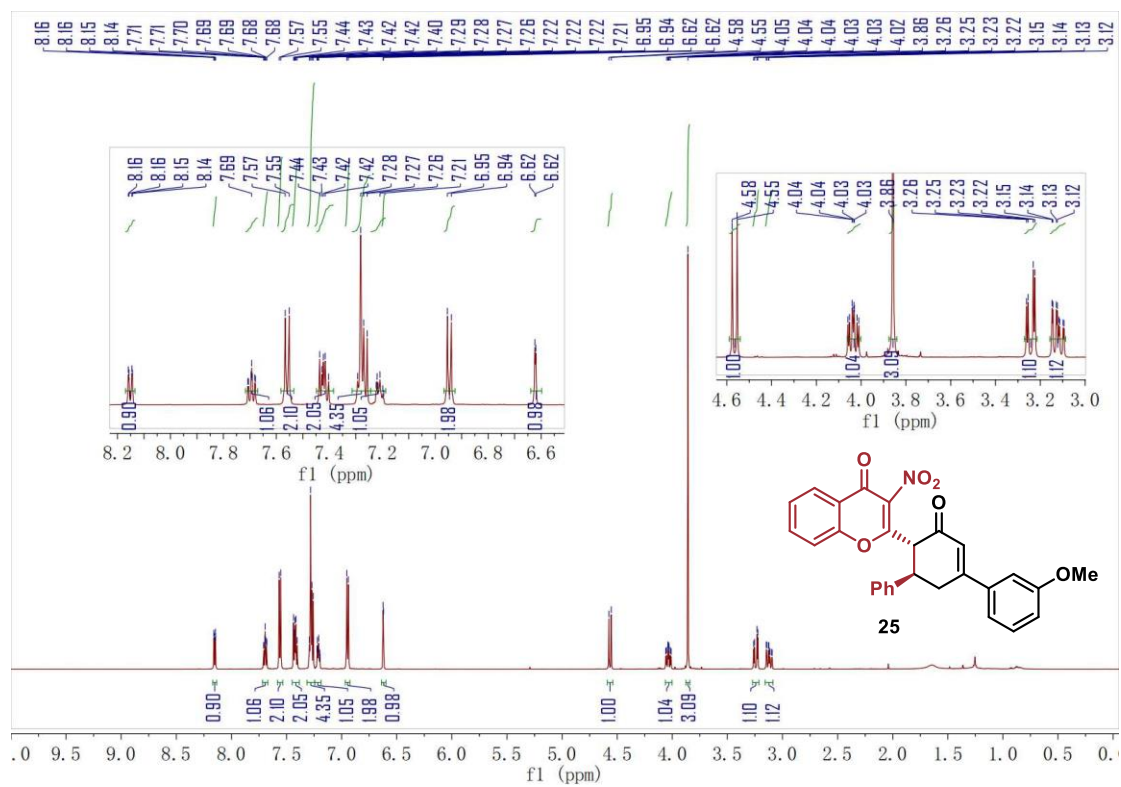 8.16 8.16 8.15 8.14 7.71 7.71 7.70 7.69 7.69 7.68 7.68 7.57 7.55 7.44 7.43 7.42 7.42 7.40 7.29 7.28 7.27 7.26 7.22 7.22 7.22 7.21 6.95 6.94 6.62 6.62 4.58 4.55 4.05 4.04 4.04 4.03 4.03 4.02 3.86 3.26 3.25 3.23 3.22 3.15 3.14 3.13 3.12
8.16 8.16 8.15 8.14 7.69 7.57 7.55 7.44 7.43 7.42 7.42 7.28 7.27 7.26 7.21 6.95 6.94 6.62 6.62
0.90 1.06 2.10 2.05 4.35 1.05 1.98 0.98
8.2 8.0 7.8 7.6 7.4 7.2 7.0 6.8 6.6
f1 (ppm)
4.58 4.55 4.04 4.04 4.03 4.03 3.86 3.26 3.25 3.23 3.22 3.15 3.14 3.13 3.12
1.00 1.04 3.09 1.10 1.12
4.6 4.4 4.2 4.0 3.8 3.6 3.4 3.2 3.0
f1 (ppm)
O
NO2
O
O
Ph
OMe
25
0.90 1.06 2.10 2.05 4.35 1.05 1.98 0.98 1.00 1.04 3.09 1.10 1.12
.0 9.5 9.0 8.5 8.0 7.5 7.0 6.5 6.0 5.5 5.0 4.5 4.0 3.5 3.0 2.5 2.0 1.5 1.0 0.5 0.
f1 (ppm)